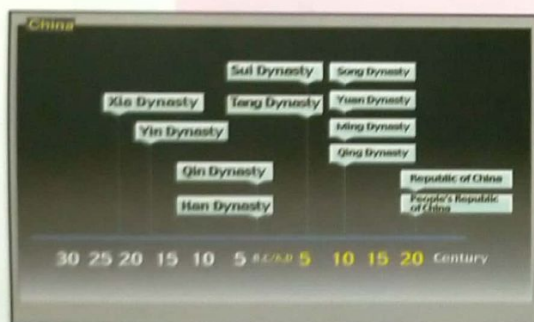 China
Sui Dynasty
Song Dynasty
Xia Dynasty
Tang Dynasty
Yuan Dynasty
Yin Dynasty
Ming Dynasty
Qin Dynasty
Qing Dynasty
Han Dynasty
Republic of China
People's Republic
of China
30 25 20 15 10 5 B.C/A.D 5 10 15 20 Century